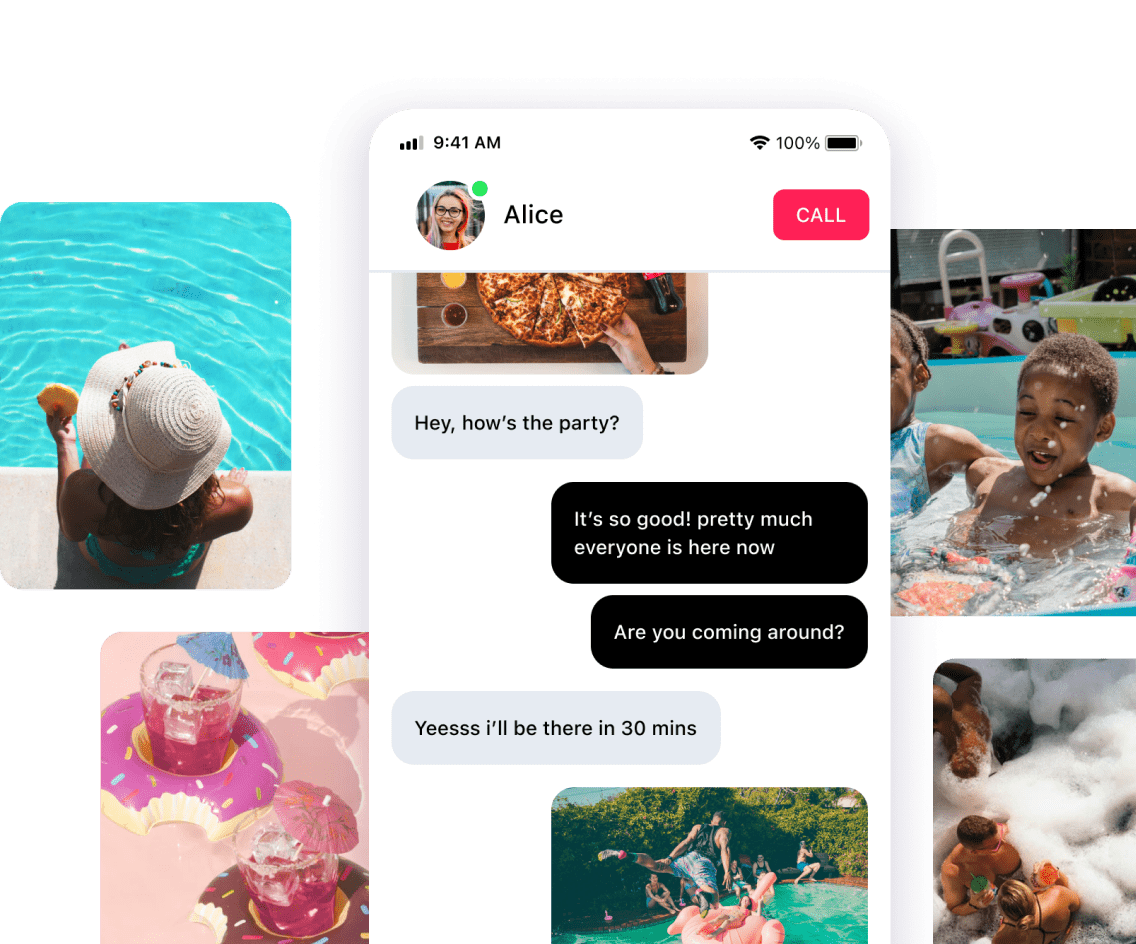 9:41 AM
100%
Alice
CALL
Hey, how’s the party?
It’s so good! pretty much
everyone is here now
Are you coming around?
Yeesss i’ll be there in 30 mins